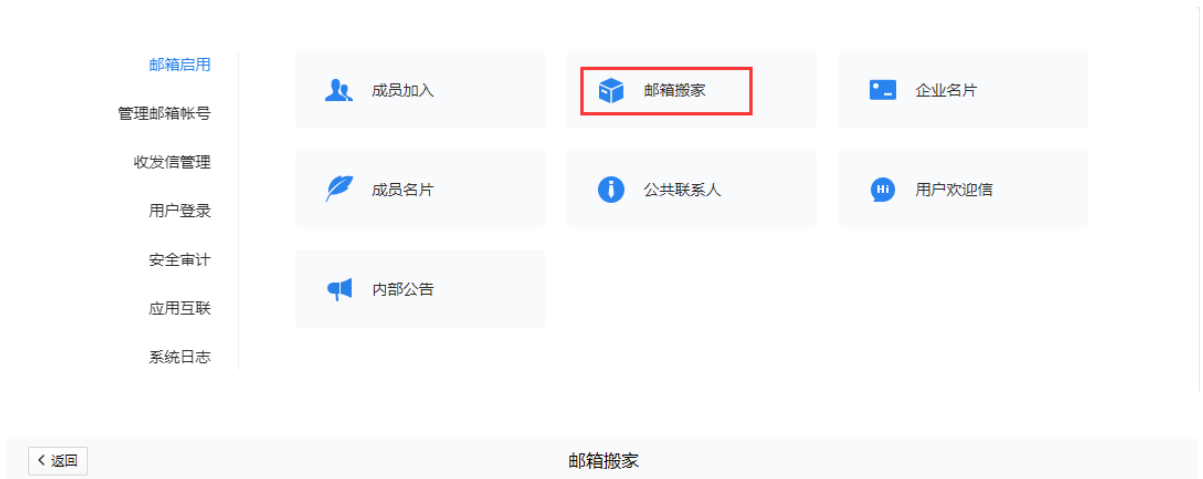 邮箱启用
管理邮箱帐号
收发信管理
用户登录
安全审计
应用互联
系统日志
成员加入
邮箱搬家
企业名片
成员名片
公共联系人
Hi
用户欢迎信
内部公告
返回
邮箱搬家